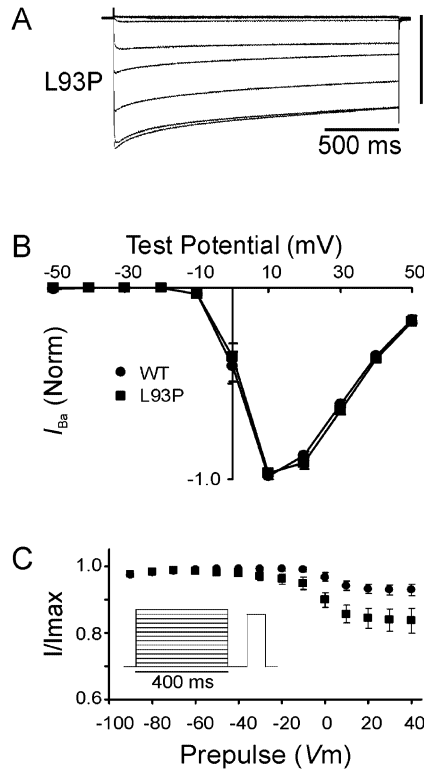 A
L93P
500 ms
B
Test Potential (mV)
-50 -30 -10 10 30 50
WT
L93P
IBa (Norm)
-1.0
C
1.0
0.8
0.6
I/Imax
400 ms
-100 -80 -60 -40 -20 0 20 40
Prepulse (Vm)